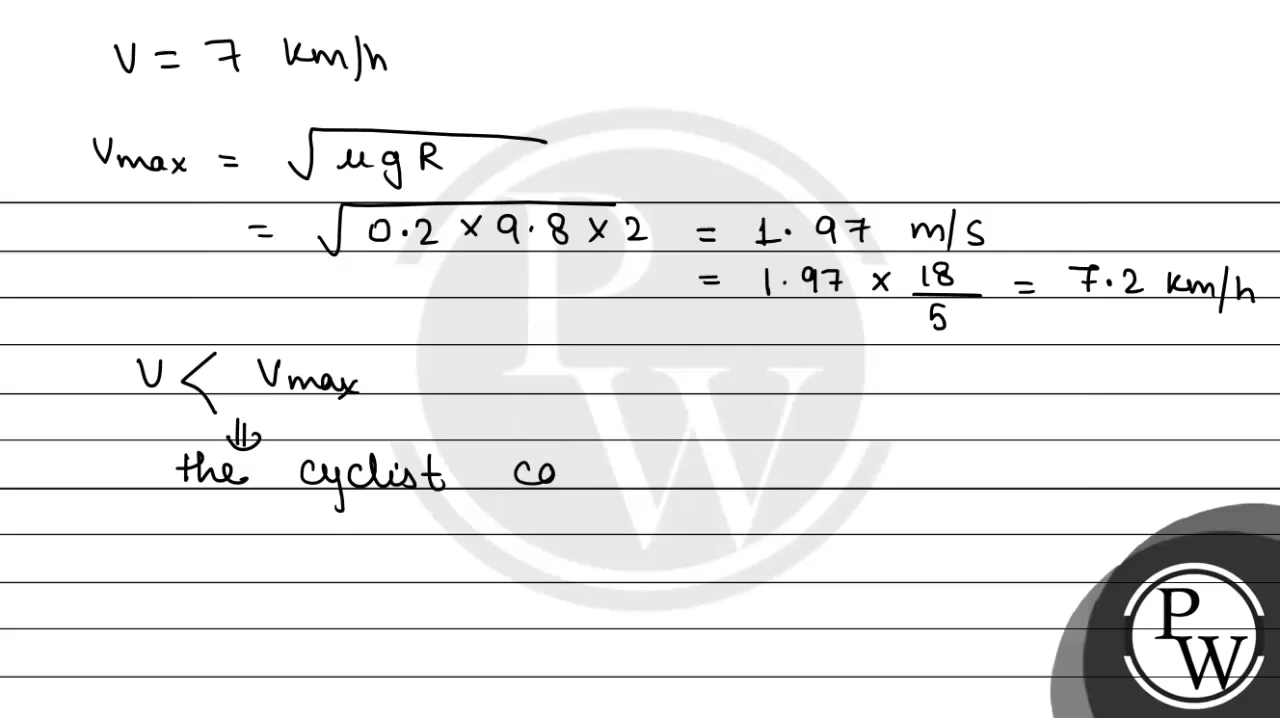 v = 7 km/h
Vmax = √μgR
= √0.2 × 9.8 × 2 = 1.97 m/s
= 1.97 × 18/5 = 7.2 km/h
v < Vmax
⇓
the cyclist co
P
W
P
W